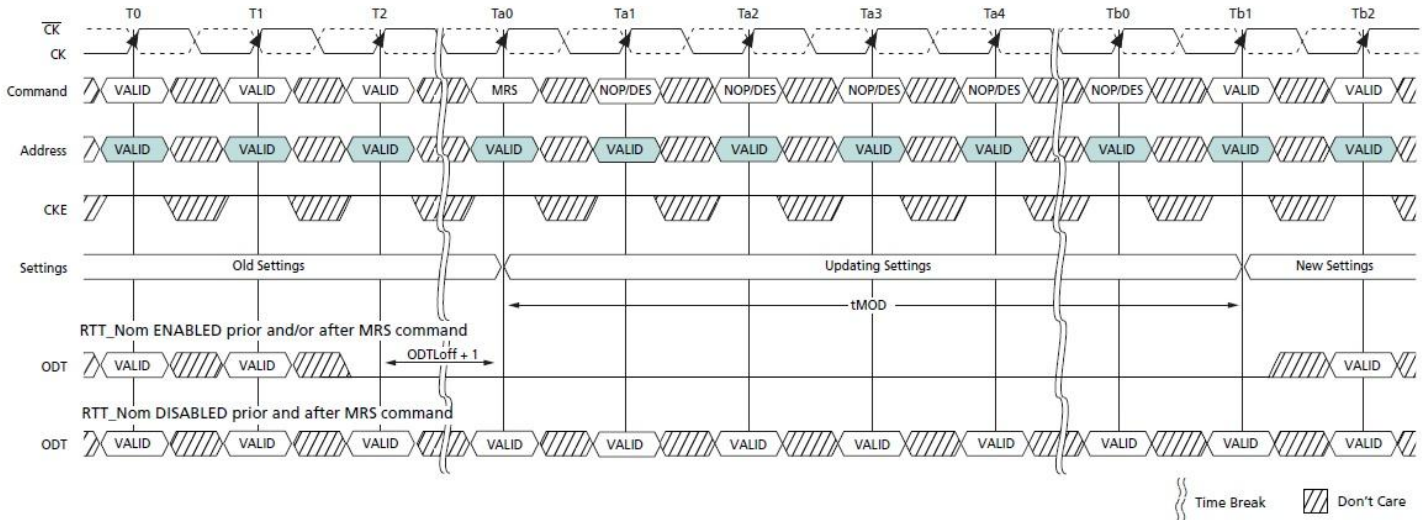 T0 T1 T2 Ta0 Ta1 Ta2 Ta3 Ta4 Tb0 Tb1 Tb2
CK
CK
Command VALID VALID VALID MRS NOP/DES NOP/DES NOP/DES NOP/DES NOP/DES VALID VALID
Address VALID VALID VALID VALID VALID VALID VALID VALID VALID VALID VALID
CKE
Settings Old Settings Updating Settings New Settings
tMOD
RTT_Nom ENABLED prior and/or after MRS command
ODTLoff + 1
ODT VALID VALID VALID
RTT_Nom DISABLED prior and after MRS command
ODT VALID VALID VALID VALID VALID VALID VALID VALID VALID VALID VALID
Time Break Don't Care